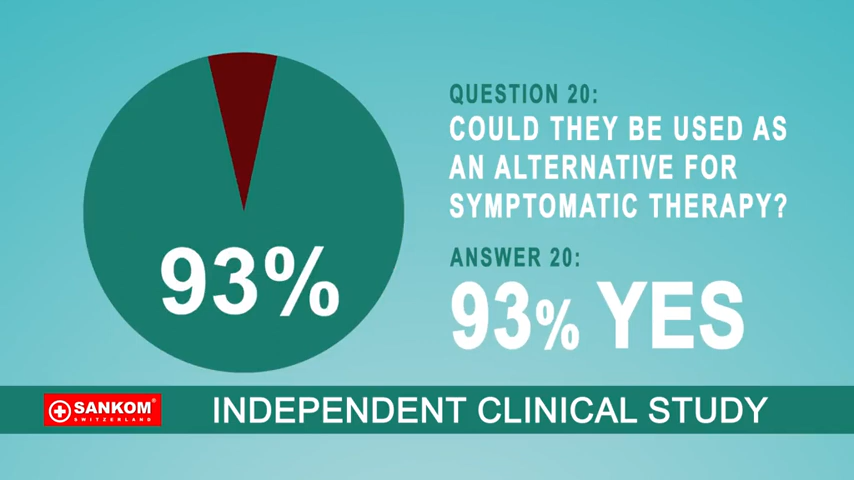 QUESTION 20:
COULD THEY BE USED AS
AN ALTERNATIVE FOR
SYMPTOMATIC THERAPY?
93%
ANSWER 20:
93% YES
SANKOM®
SWITZERLAND
INDEPENDENT CLINICAL STUDY